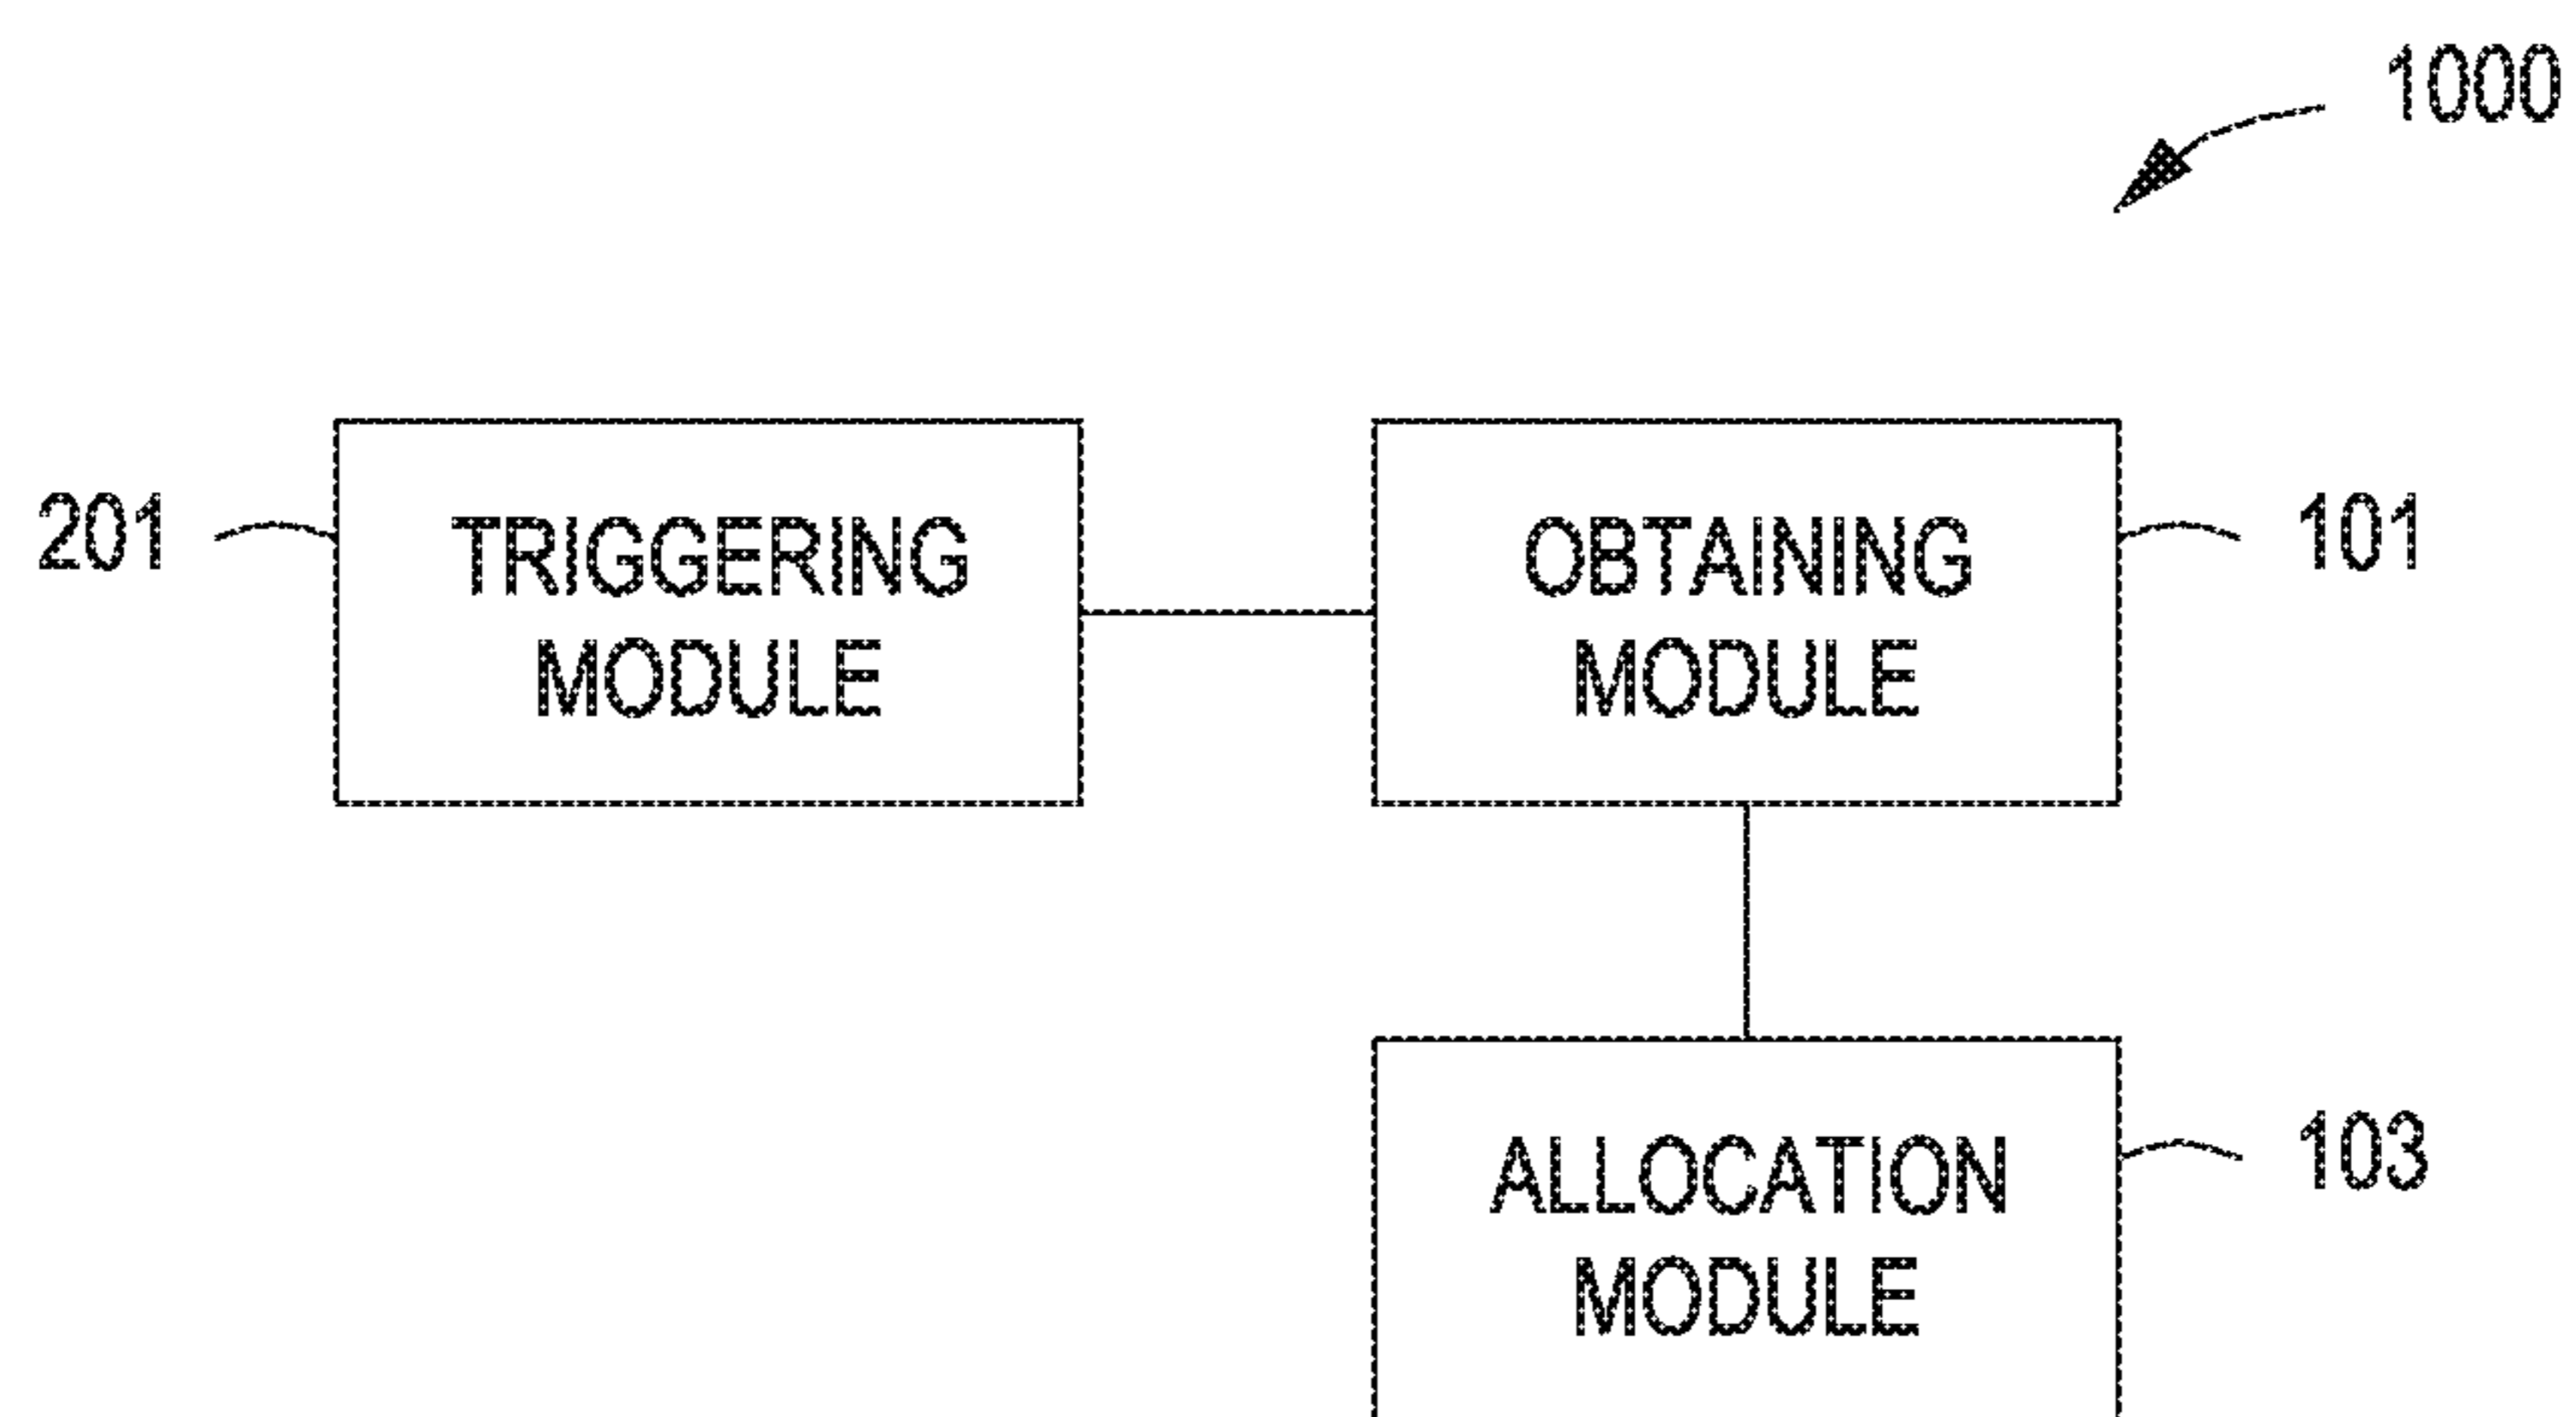 1000
201
TRIGGERING
MODULE
OBTAINING
MODULE
101
ALLOCATION
MODULE
103